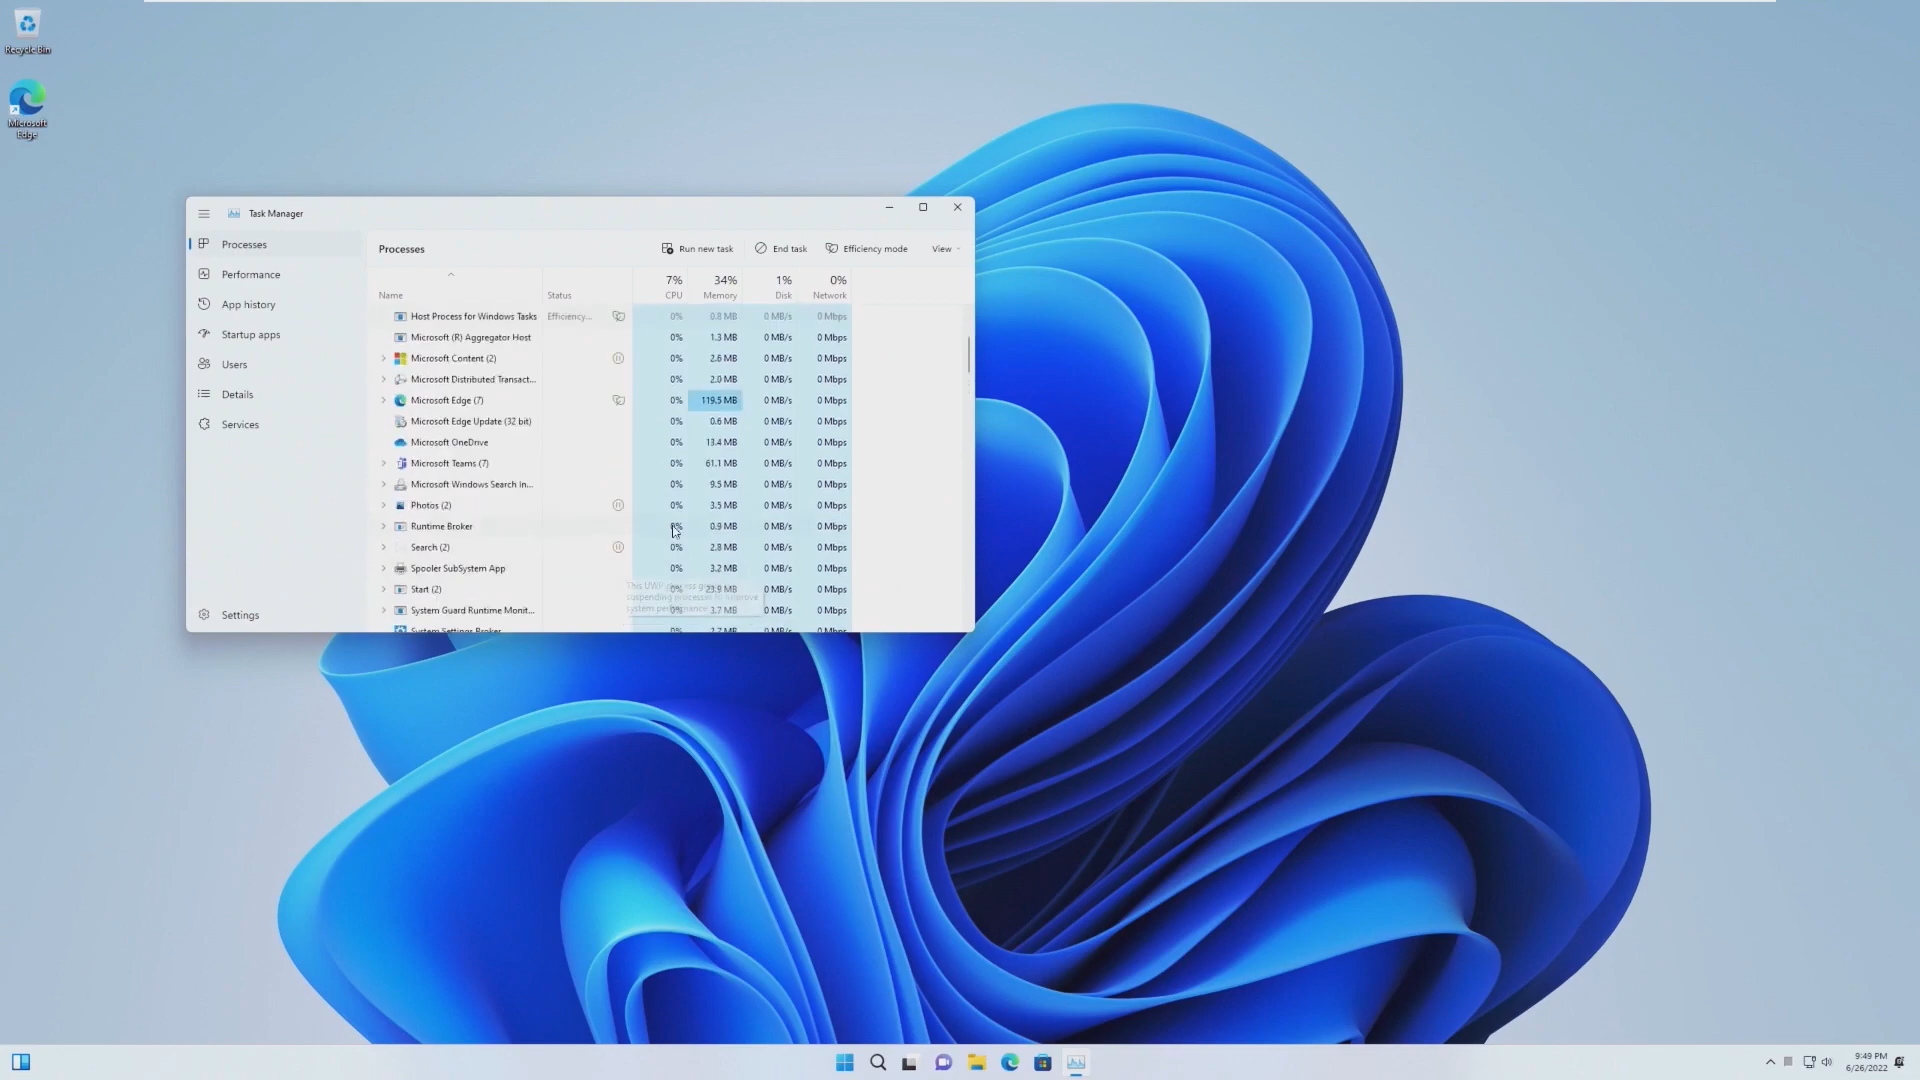 Recycle Bin
Microsoft
Edge
Task Manager
Processes
Performance
App history
Startup apps
Users
Details
Services
Settings
Processes
Run new task
End task
Efficiency mode
View
7% 34% 1% 0%
Name Status CPU Memory Disk Network
Host Process for Windows Tasks Efficiency... 0% 0.8 MB 0 MB/s 0 Mbps
Microsoft (R) Aggregator Host 0% 1.3 MB 0 MB/s 0 Mbps
Microsoft Content (2) 0% 2.6 MB 0 MB/s 0 Mbps
Microsoft Distributed Transact... 0% 2.0 MB 0 MB/s 0 Mbps
Microsoft Edge (7) 0% 119.5 MB 0 MB/s 0 Mbps
Microsoft Edge Update (32 bit) 0% 0.6 MB 0 MB/s 0 Mbps
Microsoft OneDrive 0% 13.4 MB 0 MB/s 0 Mbps
Microsoft Teams (7) 0% 61.1 MB 0 MB/s 0 Mbps
Microsoft Windows Search In... 0% 9.5 MB 0 MB/s 0 Mbps
Photos (2) 0% 3.5 MB 0 MB/s 0 Mbps
Runtime Broker 0% 0.9 MB 0 MB/s 0 Mbps
Search (2) 0% 2.8 MB 0 MB/s 0 Mbps
Spooler SubSystem App 0% 3.2 MB 0 MB/s 0 Mbps
Start (2) 0% 23.9 MB 0 MB/s 0 Mbps
System Guard Runtime Monit... 0% 3.7 MB 0 MB/s 0 Mbps
System Settings Broker 0% 2.7 MB 0 MB/s 0 Mbps
This UWP
suspending processes to improve
system performance
9:49 PM
6/26/2022